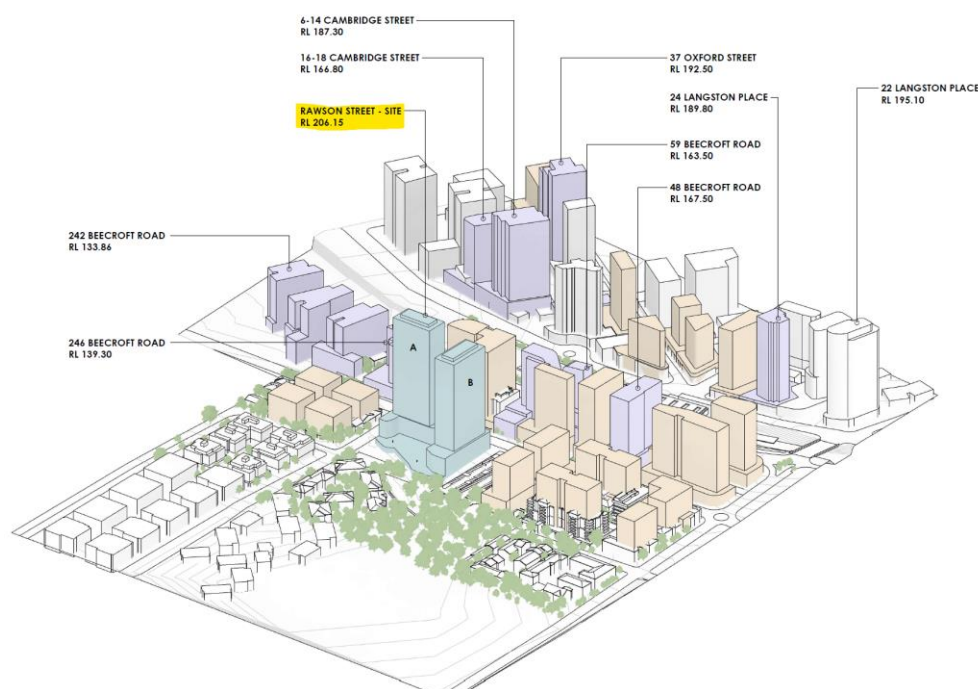 6-14 CAMBRIDGE STREET
RL 187.30
16-18 CAMBRIDGE STREET
RL 166.80
37 OXFORD STREET
RL 192.50
22 LANGSTON PLACE
RL 195.10
24 LANGSTON PLACE
RL 189.80
RAWSON STREET - SITE
RL 206.15
59 BEECROFT ROAD
RL 163.50
48 BEECROFT ROAD
RL 167.50
242 BEECROFT ROAD
RL 133.86
246 BEECROFT ROAD
RL 139.30
A
B